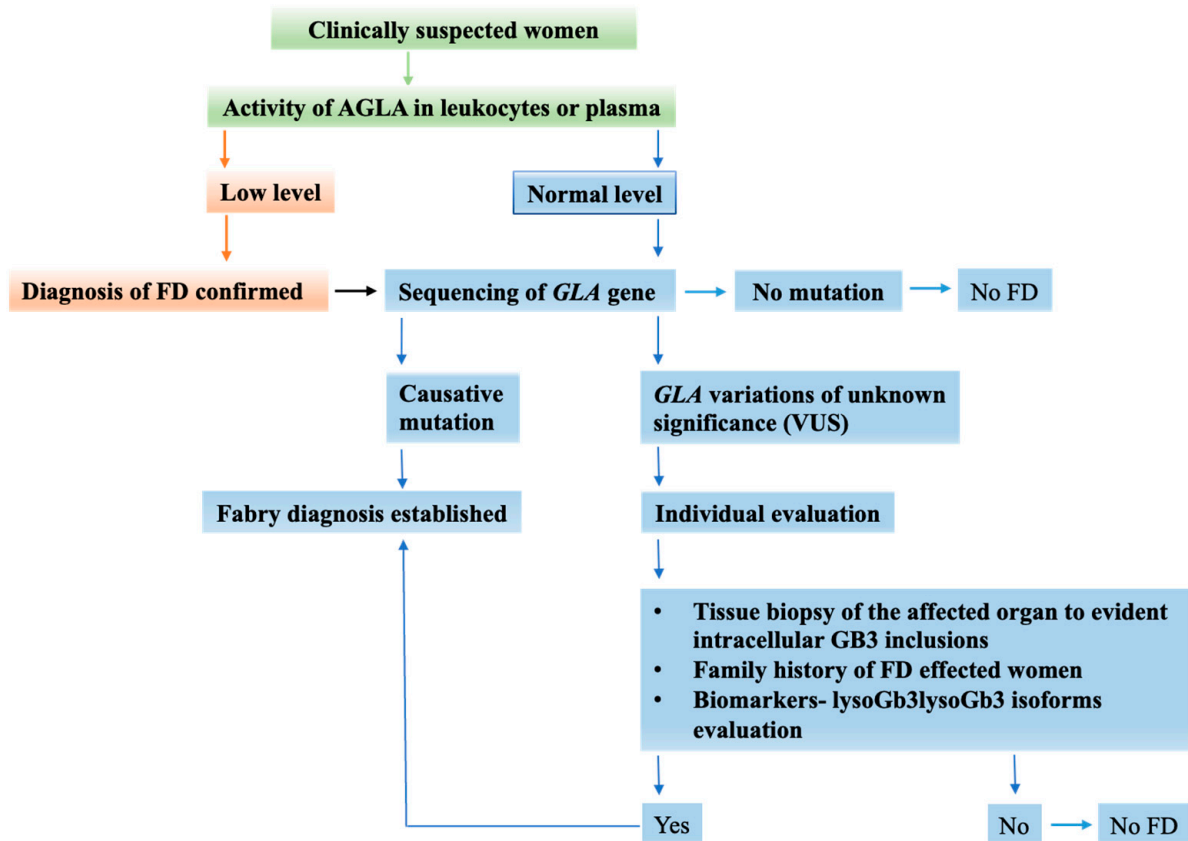 Clinically suspected women
Activity of AGLA in leukocytes or plasma
Low level
Normal level
Diagnosis of FD confirmed
Sequencing of GLA gene
No mutation
No FD
Causative
mutation
GLA variations of unknown
significance (VUS)
Fabry diagnosis established
Individual evaluation
• Tissue biopsy of the affected organ to evident
intracellular GB3 inclusions
• Family history of FD effected women
• Biomarkers- lysoGb3lysoGb3 isoforms
evaluation
Yes
No
No FD